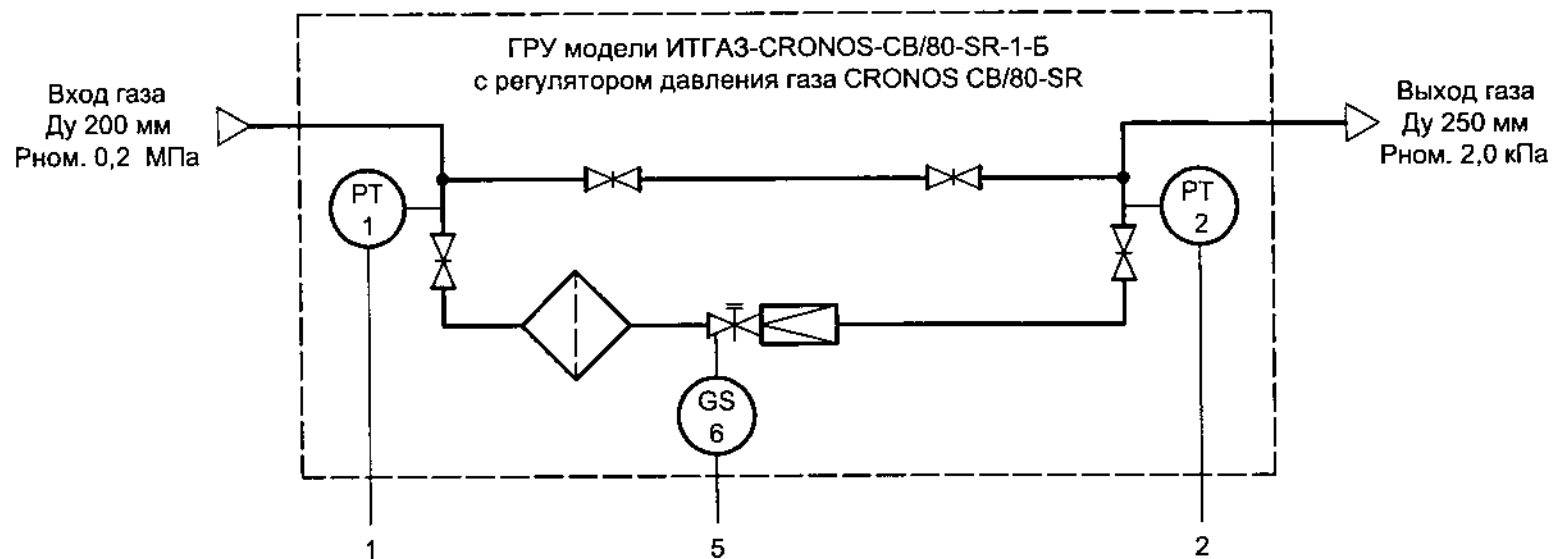 ГРУ модели ИТГАЗ-CRONOS-СВ/80-SR-1-Б
с регулятором давления газа CRONOS СВ/80-SR
Вход газа
Ду 200 мм
Рном. 0,2 МПа
Выход газа
Ду 250 мм
Рном. 2,0 кПа
PT
1
PT
2
GS
6
1
5
2